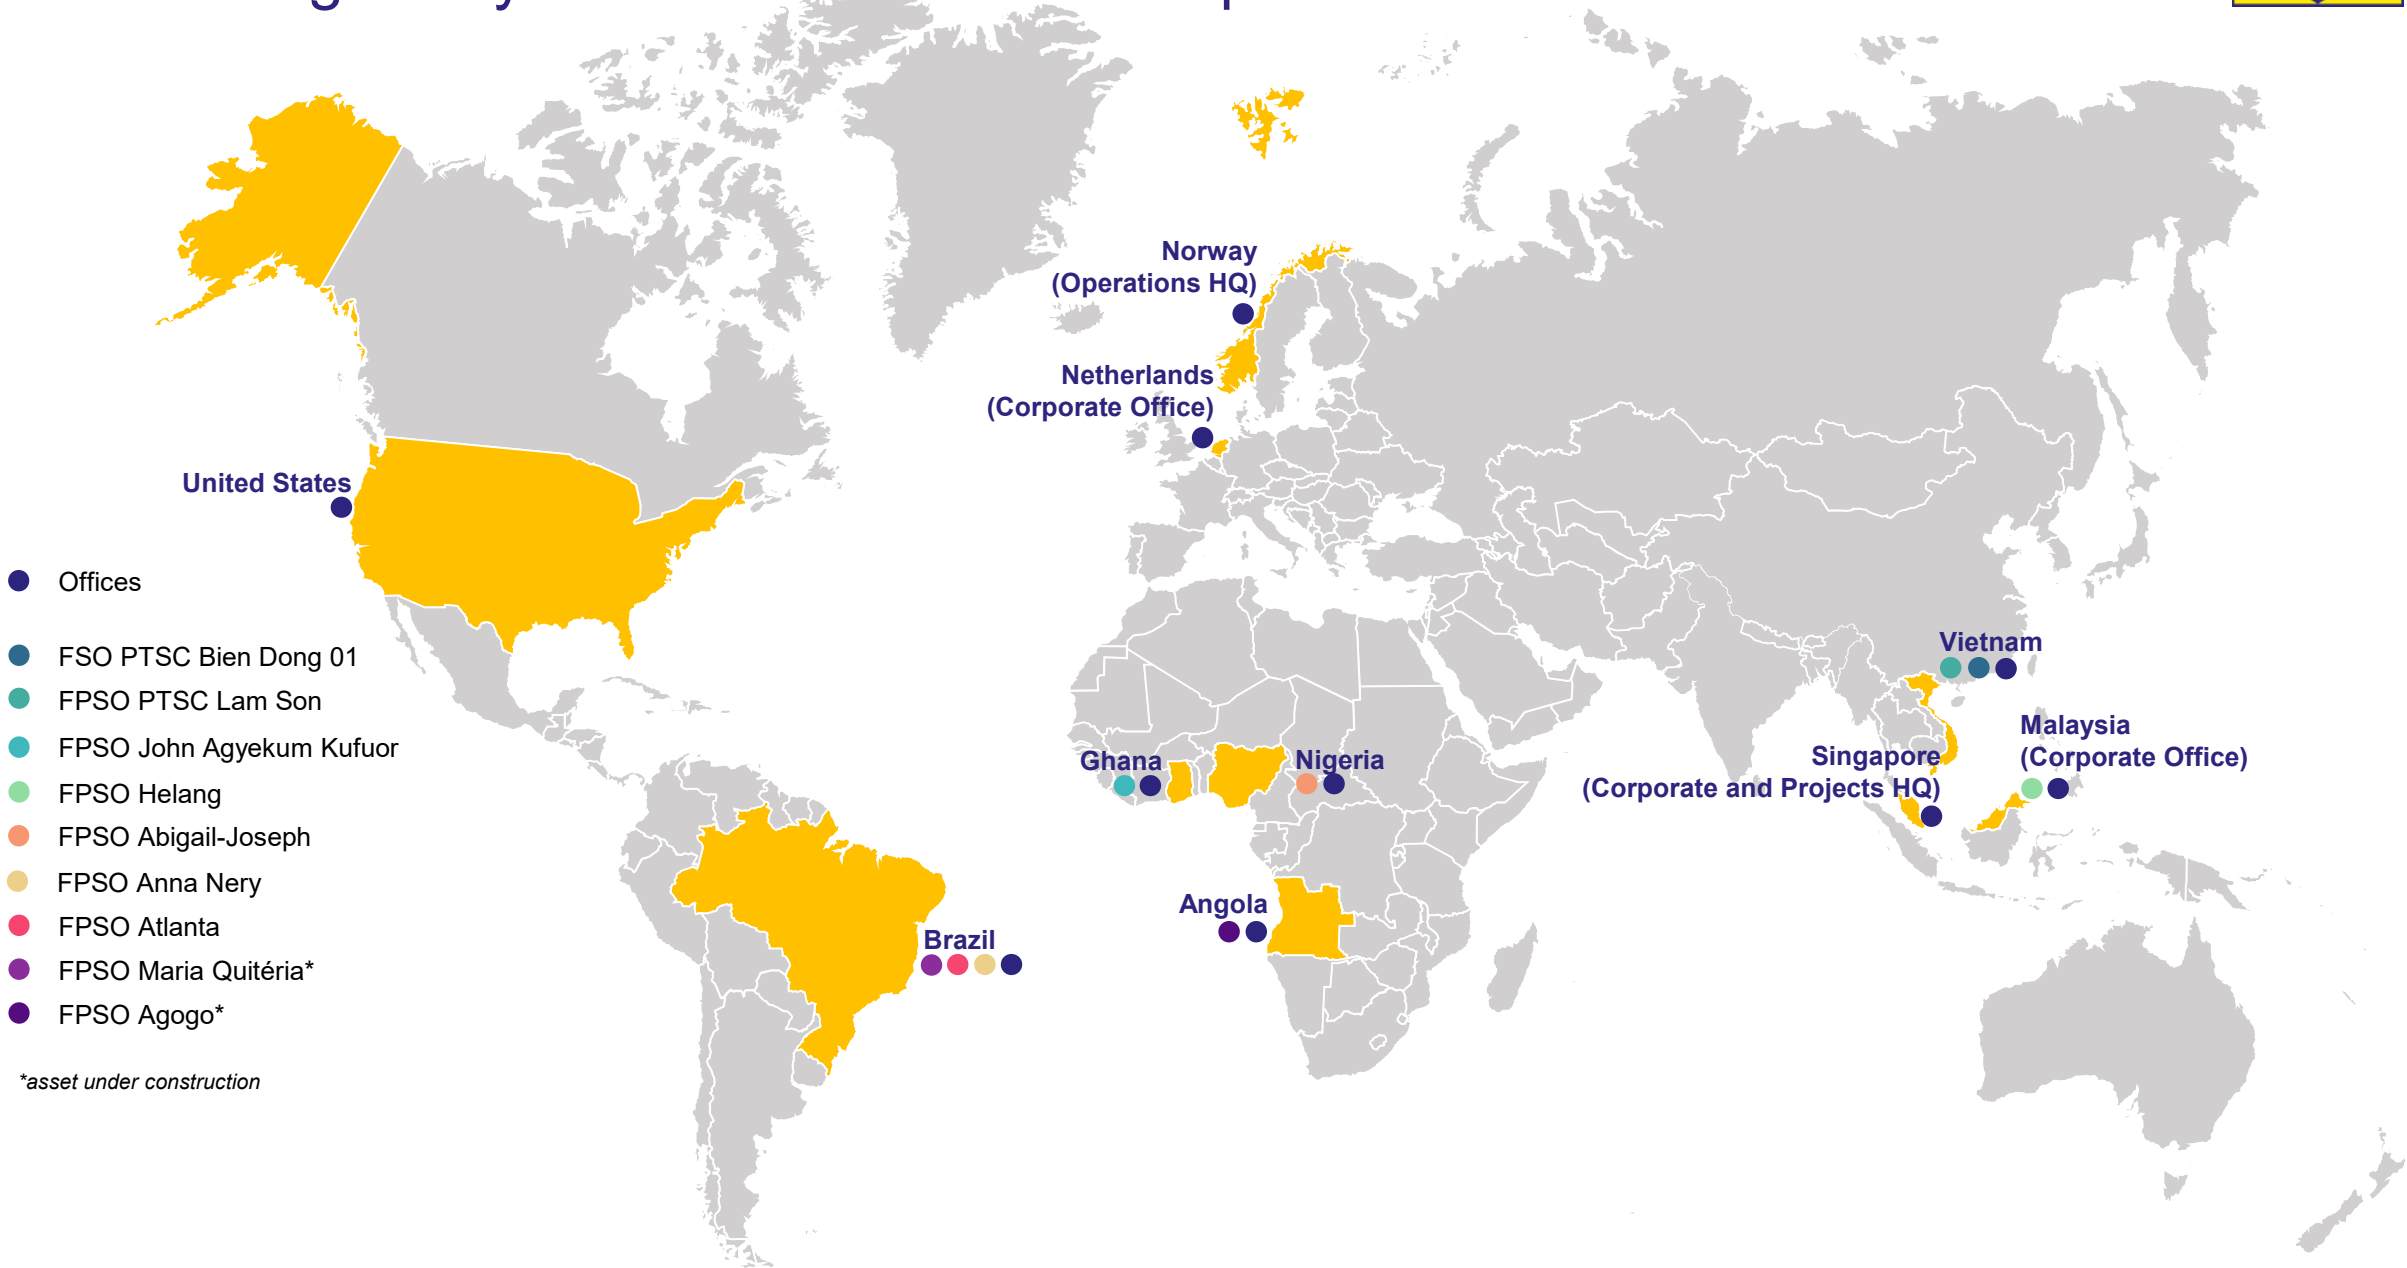 Norway
(Operations HQ)
Netherlands
(Corporate Office)
United States
Offices
FSO PTSC Bien Dong 01
FPSO PTSC Lam Son
FPSO John Agyekum Kufuor
FPSO Helang
FPSO Abigail-Joseph
FPSO Anna Nery
FPSO Atlanta
FPSO Maria Quitéria*
FPSO Agogo*
*asset under construction
Vietnam
Malaysia
(Corporate Office)
Singapore
(Corporate and Projects HQ)
Ghana
Nigeria
Angola
Brazil